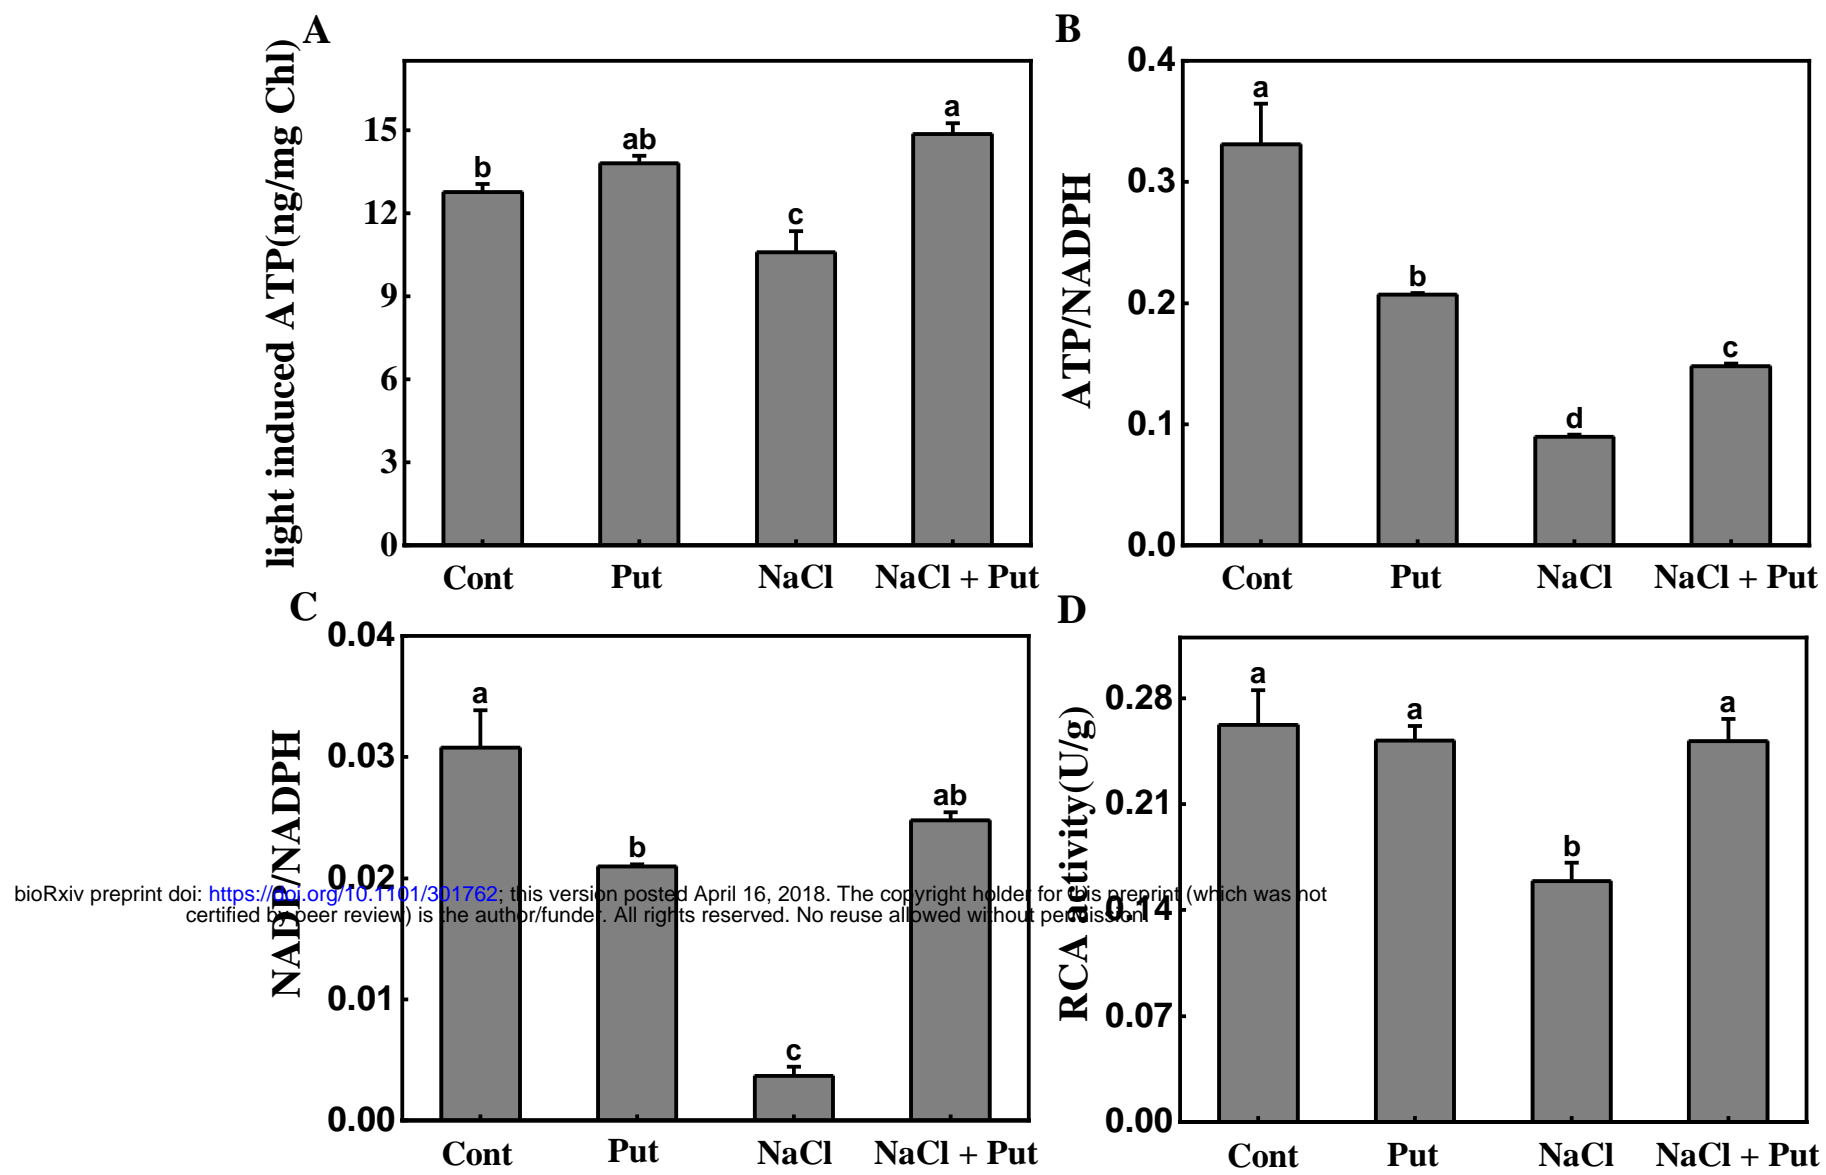 A
light induced ATP(ng/mg Chl)
15
12
9
6
3
0
b
ab
c
a
Cont Put NaCl NaCl + Put
B
ATP/NADPH
0.4
0.3
0.2
0.1
0.0
a
b
d
c
Cont Put NaCl NaCl + Put
C
NADP/NADPH
0.04
0.03
0.02
0.01
0.00
a
b
c
ab
Cont Put NaCl NaCl + Put
D
RCA activity(U/g)
0.28
0.21
0.14
0.07
0.00
a
a
b
a
Cont Put NaCl NaCl + Put
bioRxiv preprint doi: https://doi.org/10.1101/301762; this version posted April 16, 2018. The copyright holder for this preprint (which was not
certified by peer review) is the author/funder. All rights reserved. No reuse allowed without permission.